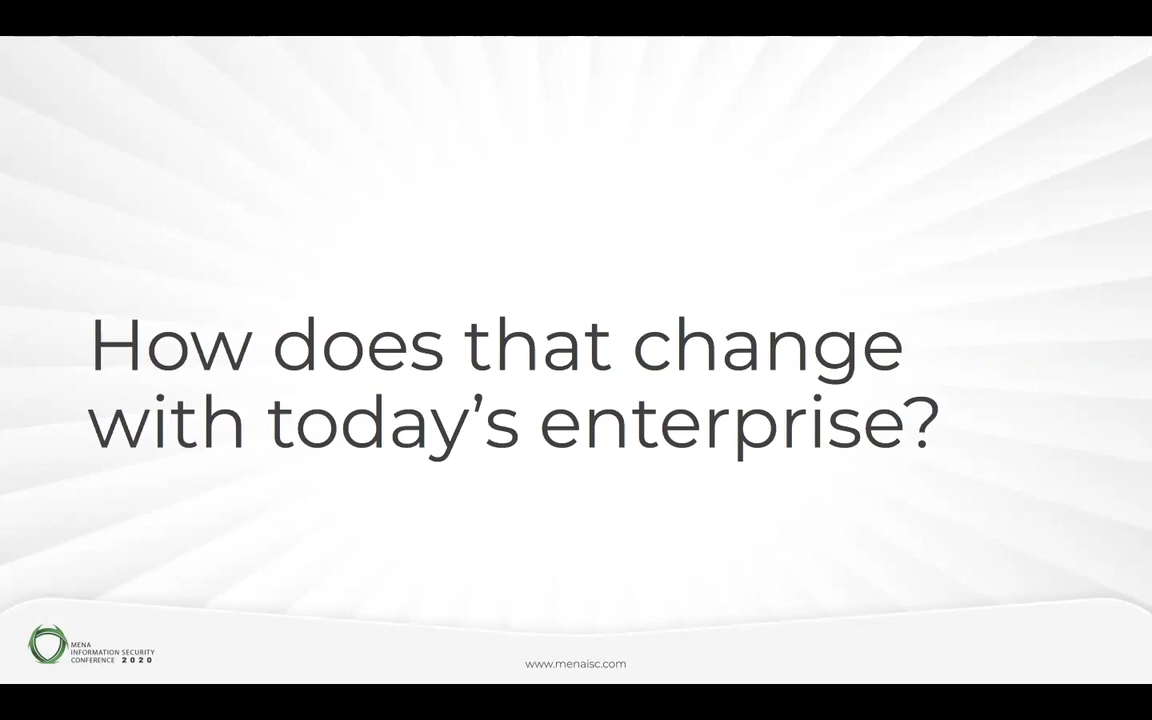 How does that change
with today’s enterprise?
MENA
INFORMATION SECURITY
CONFERENCE 2020
www.menaisc.com